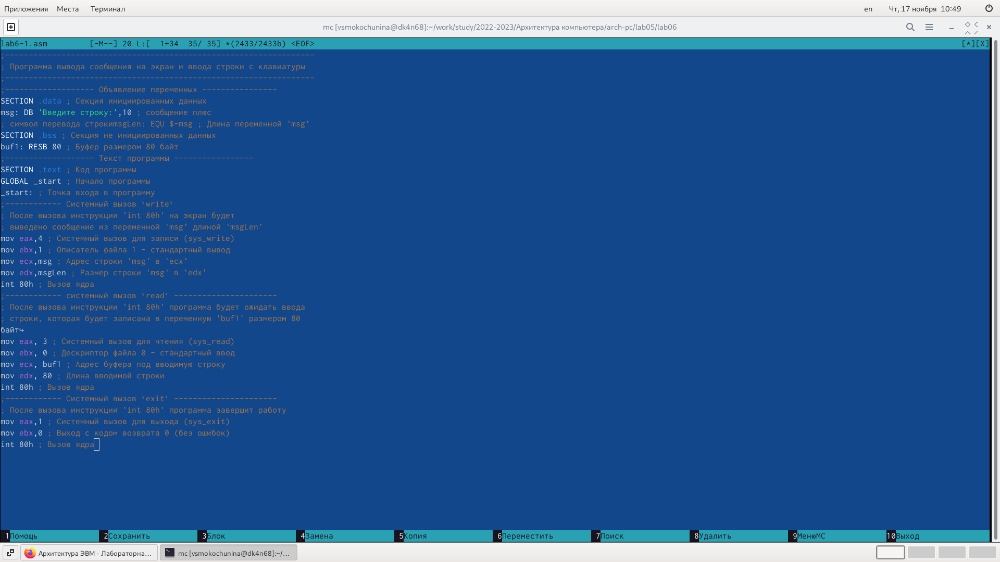 Приложения Места Терминал en Чт, 17 ноября 10:49
mc [vsmokochunina@dk4n68]:~/work/study/2022-2023/Архитектура компьютера/arch-pc/lab05/lab06
lab6-1.asm [-M--] 20 L:[ 1+34 35/ 35] *(2433/2433b) <EOF> [*][X]
;------------------------------------------------------------------
; Программа вывода сообщения на экран и ввода строки с клавиатуры
;------------------------------------------------------------------
;------------------- Объявление переменных ----------------
SECTION .data ; Секция инициированных данных
msg: DB 'Введите строку:',10 ; сообщение плюс
; символ перевода строкиmsgLen: EQU $-msg ; Длина переменной 'msg'
SECTION .bss ; Секция не инициированных данных
buf1: RESB 80 ; Буфер размером 80 байт
;------------------- Текст программы -----------------
SECTION .text ; Код программы
GLOBAL _start ; Начало программы
_start: ; Точка входа в программу
;------------ Системный вызов `write`
; После вызова инструкции 'int 80h' на экран будет
; выведено сообщение из переменной 'msg' длиной 'msgLen'
mov eax,4 ; Системный вызов для записи (sys_write)
mov ebx,1 ; Описатель файла 1 - стандартный вывод
mov ecx,msg ; Адрес строки 'msg' в 'ecx'
mov edx,msgLen ; Размер строки 'msg' в 'edx'
int 80h ; Вызов ядра
;------------ системный вызов `read` ----------------------
; После вызова инструкции 'int 80h' программа будет ожидать ввода
; строки, которая будет записана в переменную 'buf1' размером 80
байт↪
mov eax, 3 ; Системный вызов для чтения (sys_read)
mov ebx, 0 ; Дескриптор файла 0 - стандартный ввод
mov ecx, buf1 ; Адрес буфера под вводимую строку
mov edx, 80 ; Длина вводимой строки
int 80h ; Вызов ядра
;------------ Системный вызов `exit` ----------------------
; После вызова инструкции 'int 80h' программа завершит работу
mov eax,1 ; Системный вызов для выхода (sys_exit)
mov ebx,0 ; Выход с кодом возврата 0 (без ошибок)
int 80h ; Вызов ядра
1Помощь 2Сохранить 3Блок 4Замена 5Копия 6Переместить 7Поиск 8Удалить 9МенюMC 10Выход
Архитектура ЭВМ - Лабораторна... mc [vsmokochunina@dk4n68]:~/...